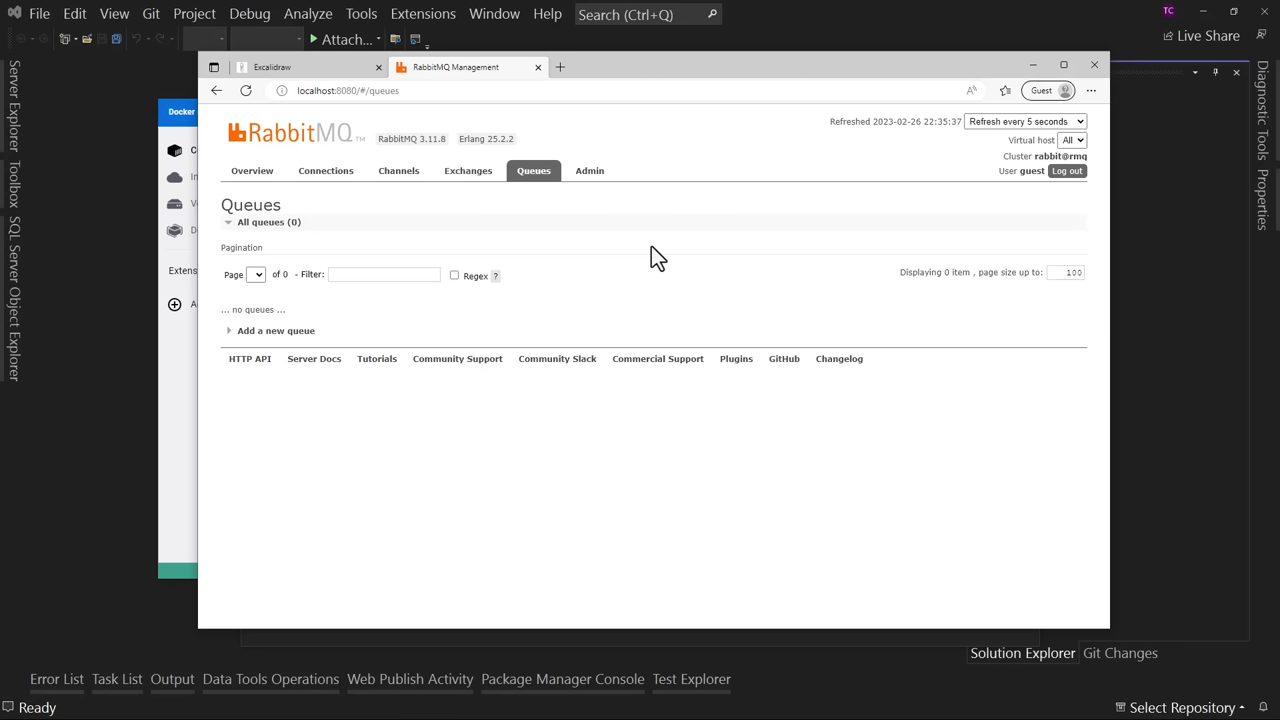 File Edit View Git Project Debug Analyze Tools Extensions Window Help Search (Ctrl+Q) TC
Attach... Live Share
Server Explorer
Toolbox
SQL Server Object Explorer
Diagnostic Tools
Properties
Docker
Extens
Excalidraw RabbitMQ Management
localhost:8080/#/queues Guest
RabbitMQ TM RabbitMQ 3.11.8 Erlang 25.2.2
Refreshed 2023-02-26 22:35:37 Refresh every 5 seconds
Virtual host All
Cluster rabbit@rmq
User guest Log out
Overview Connections Channels Exchanges Queues Admin
Queues
All queues (0)
Pagination
Page of 0 - Filter: Regex ? Displaying 0 item , page size up to: 100
... no queues ...
Add a new queue
HTTP API Server Docs Tutorials Community Support Community Slack Commercial Support Plugins GitHub Changelog
Solution Explorer Git Changes
Error List Task List Output Data Tools Operations Web Publish Activity Package Manager Console Test Explorer
Ready Select Repository